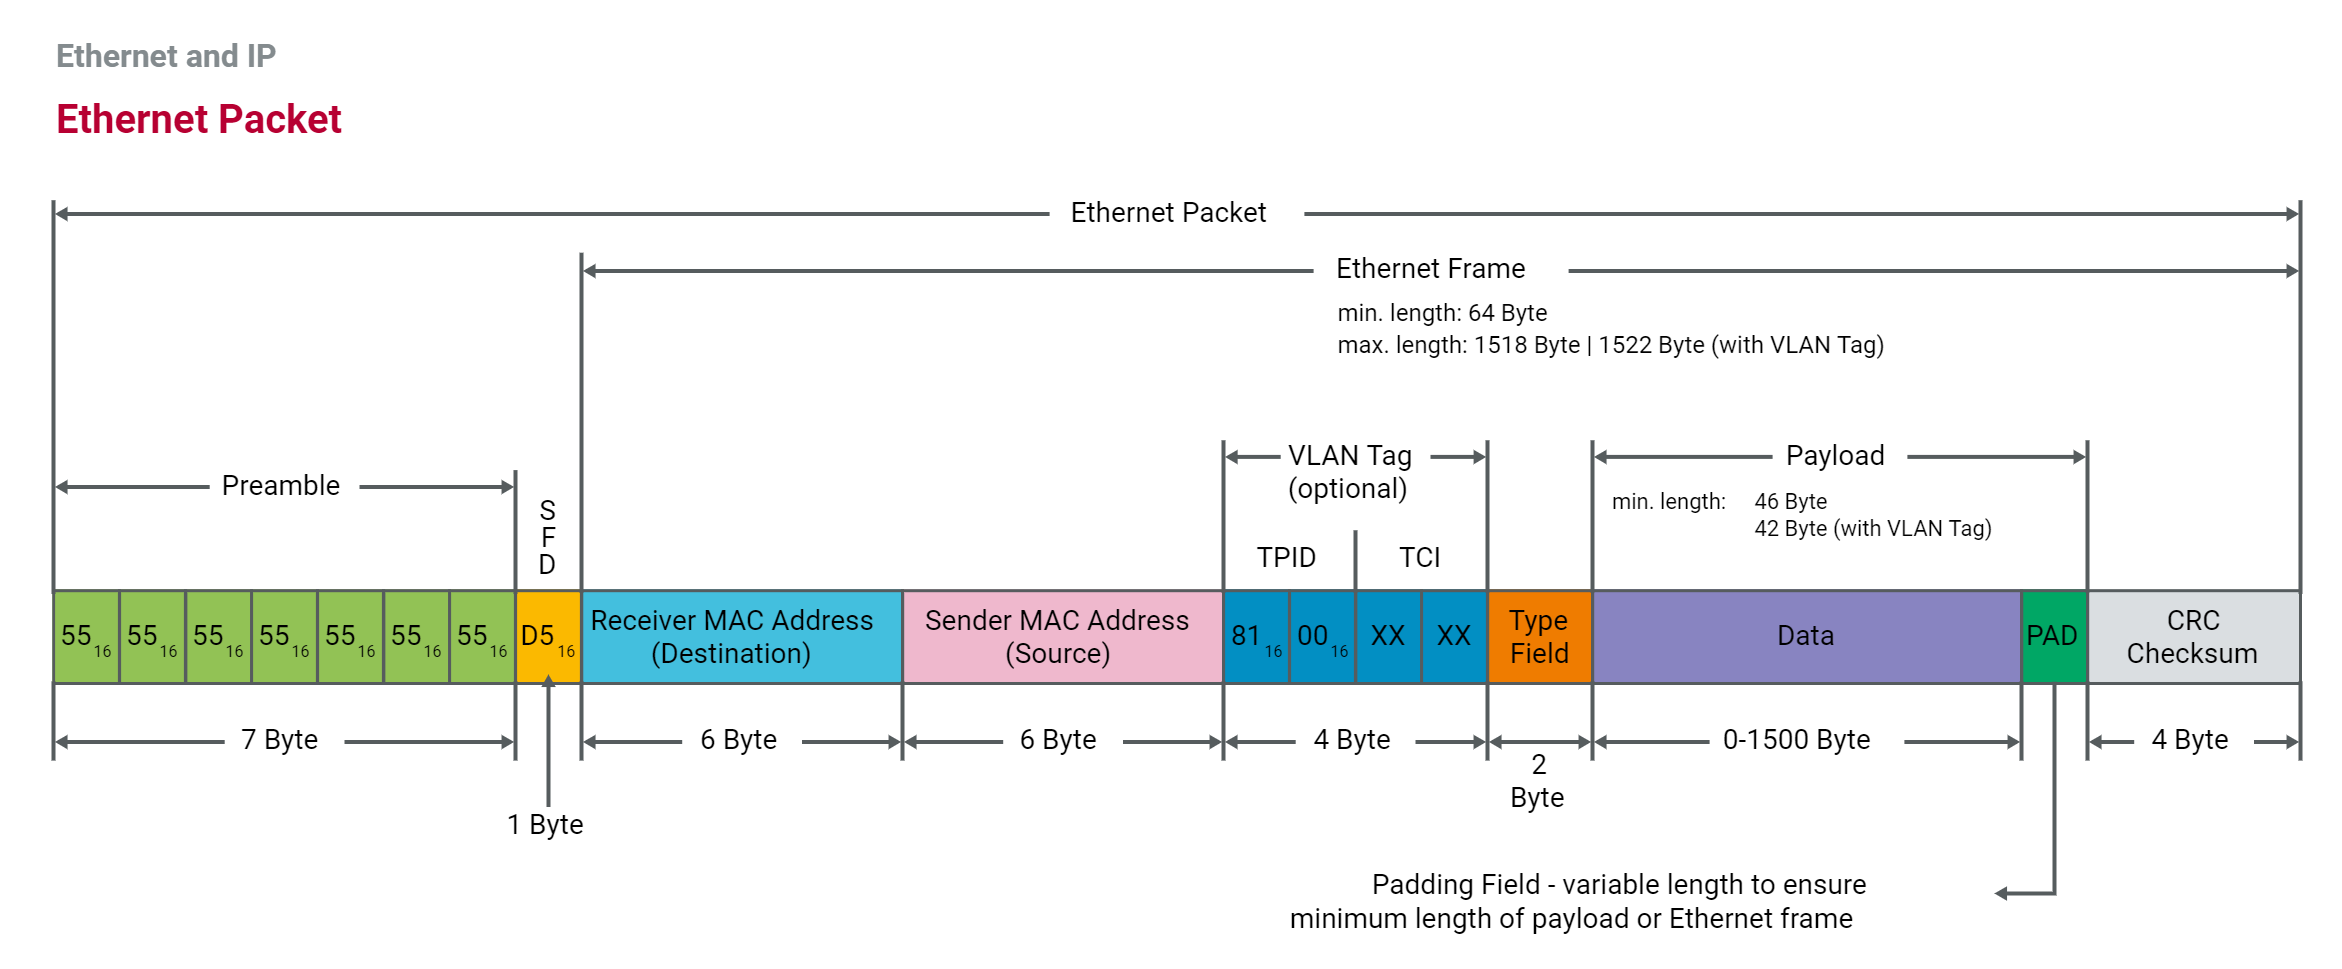 Ethernet and IP
Ethernet Packet
Ethernet Packet
Ethernet Frame
min. length: 64 Byte
max. length: 1518 Byte | 1522 Byte (with VLAN Tag)
Preamble
S
F
D
VLAN Tag
(optional)
TPID
TCI
Payload
min. length: 46 Byte
42 Byte (with VLAN Tag)
55 16 55 16 55 16 55 16 55 16 55 16 55 16 D5 16
Receiver MAC Address
(Destination)
Sender MAC Address
(Source)
81 16 00 16 XX XX
Type
Field
Data
PAD
CRC
Checksum
7 Byte
1 Byte
6 Byte
6 Byte
4 Byte
2
Byte
0-1500 Byte
4 Byte
Padding Field - variable length to ensure
minimum length of payload or Ethernet frame